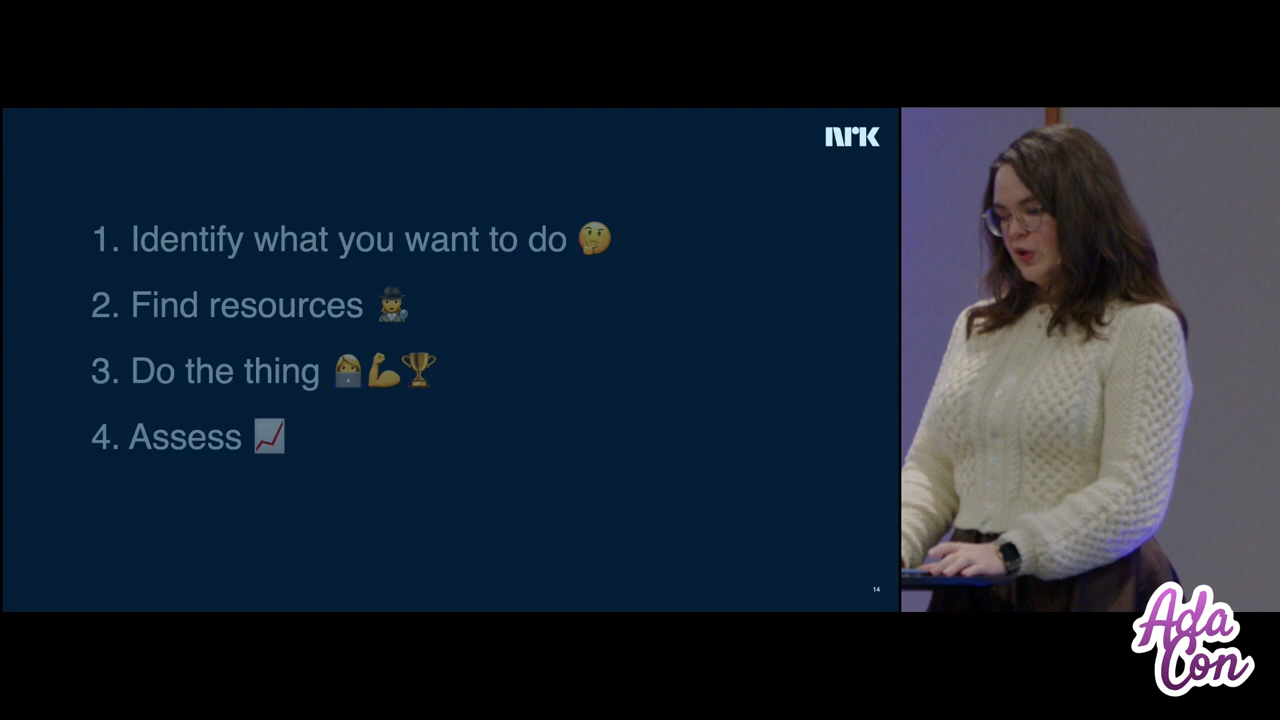 NRK
1. Identify what you want to do 🤔
2. Find resources 🕵️‍♀️
3. Do the thing 👩‍💻💪🏆
4. Assess 📈
14
Ada
Con